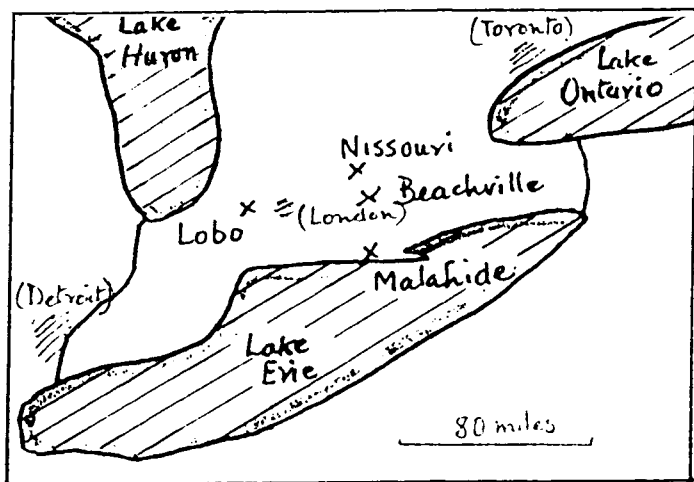 Lake
Huron
(Toronto)
Lake
Ontario
Nissouri
Beachville
Lobo
(London)
Malahide
(Detroit)
Lake
Erie
80 miles